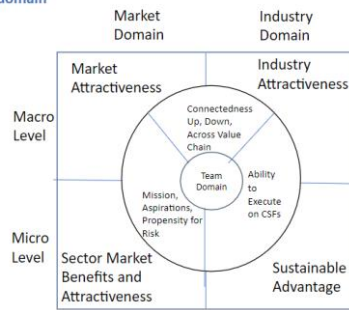 domain
Market
Domain
Industry
Domain
Market
Attractiveness
Industry
Attractiveness
Macro
Level
Connectedness
Up, Down,
Across Value
Chain
Team
Domain
Ability
to
Execute
on CSFs
Mission,
Aspirations,
Propensity for
Risk
Micro
Level
Sector Market
Benefits and
Attractiveness
Sustainable
Advantage